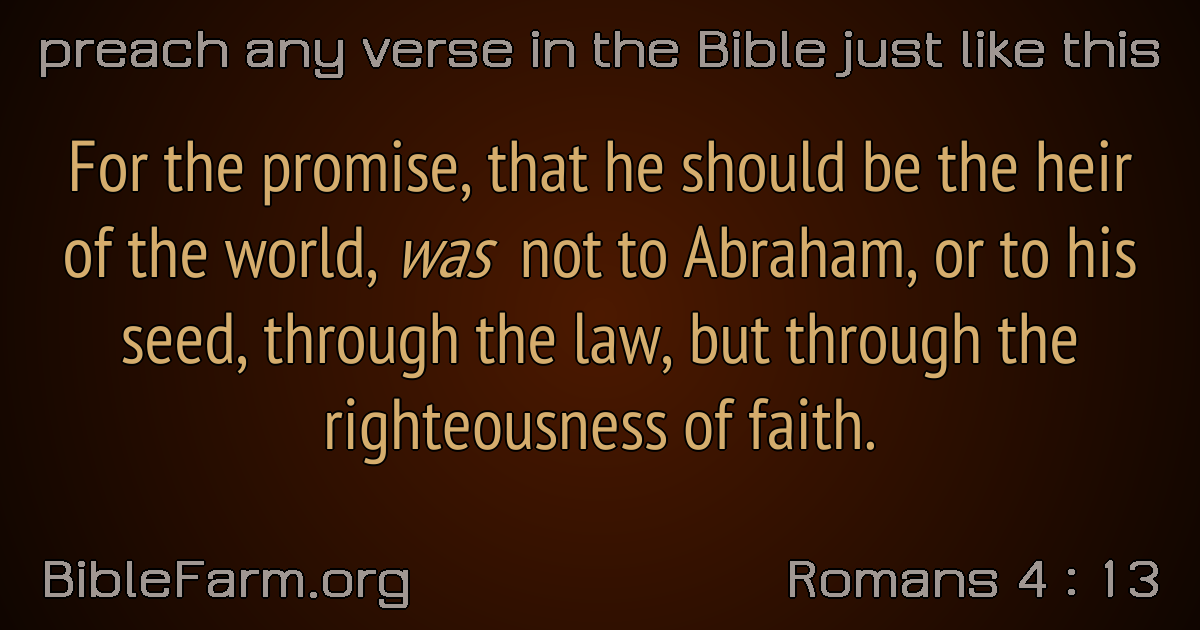 preach any verse in the Bible just like this
For the promise, that he should be the heir
of the world, was not to Abraham, or to his
seed, through the law, but through the
righteousness of faith.
BibleFarm.org
Romans 4 : 13